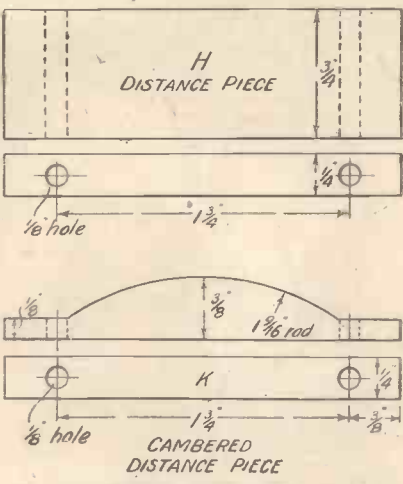 H
DISTANCE PIECE
3/4"
1/4"
1/8" hole
1 3/4"
1/8"
3/8"
1 9/16" rad
K
1/4"
1/8" hole
1 3/4"
3/8"
CAMBERED
DISTANCE PIECE